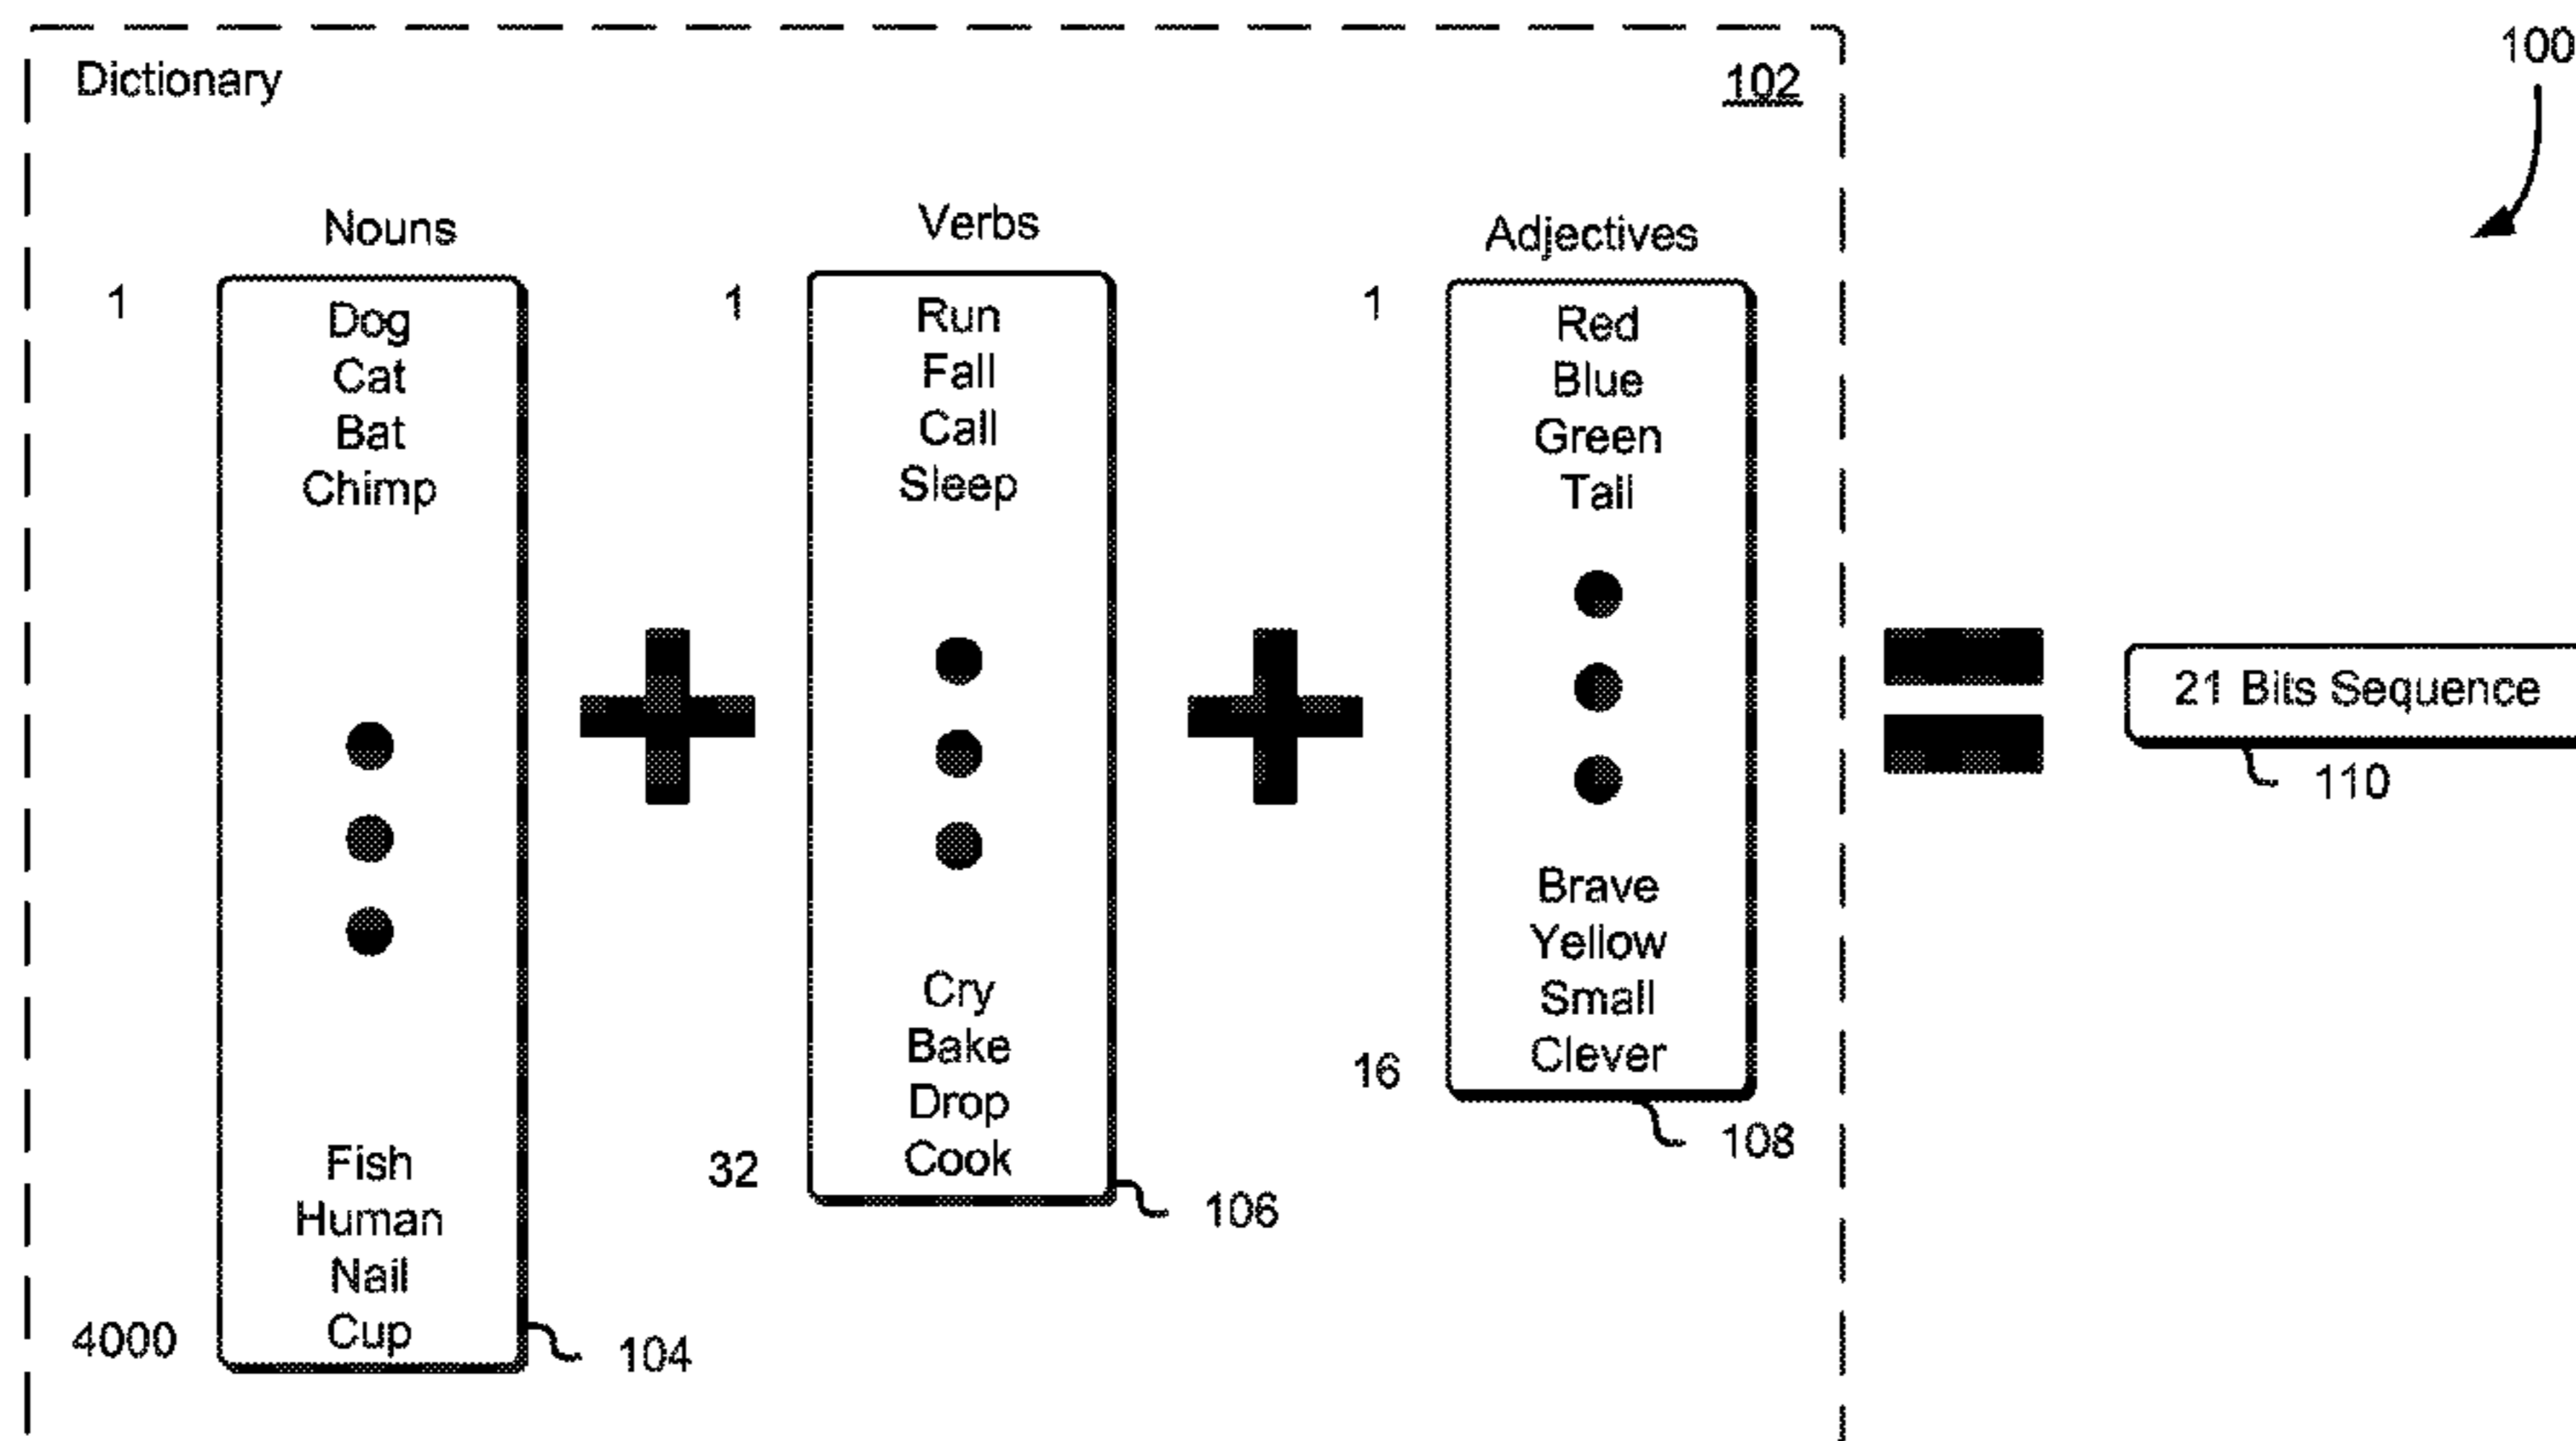 100
Dictionary
102
Nouns
Verbs
Adjectives
1
Dog
Cat
Bat
Chimp
Fish
Human
Nail
Cup
4000
104
1
Run
Fall
Call
Sleep
Cry
Bake
Drop
Cook
32
106
1
Red
Blue
Green
Tall
Brave
Yellow
Small
Clever
16
108
21 Bits Sequence
110